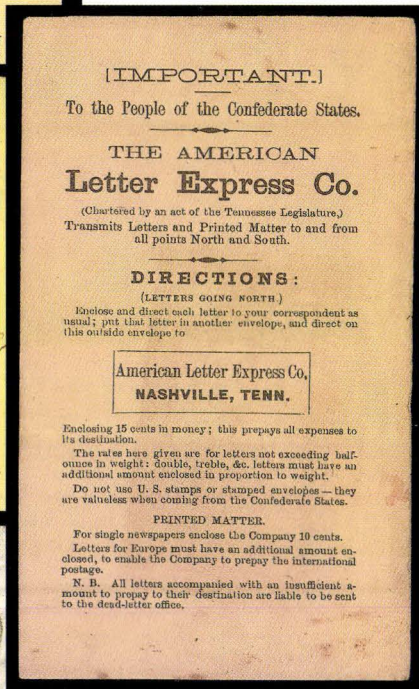 [IMPORTANT.]
To the People of the Confederate States.
THE AMERICAN
Letter Express Co.
(Chartered by an act of the Tennessee Legislature,)
Transmits Letters and Printed Matter to and from
all points North and South.
DIRECTIONS:
(LETTERS GOING NORTH.)
Enclose and direct each letter to your correspondent as
usual; put that letter in another envelope, and direct on
this outside envelope to
American Letter Express Co,
NASHVILLE, TENN.
Enclosing 15 cents in money; this prepays all expenses to
its destination.
The rates here given are for letters not exceeding half-
ounce in weight: double, treble, &c. letters must have an
additional amount enclosed in proportion to weight.
Do not use U. S. stamps or stamped envelopes — they
are valueless when coming from the Confederate States.
PRINTED MATTER.
For single newspapers enclose the Company 10 cents.
Letters for Europe must have an additional amount en-
closed, to enable the Company to prepay the international
postage.
N. B. All letters accompanied with an insufficient a-
mount to prepay to their destination are liable to be sent
to the dead-letter office.